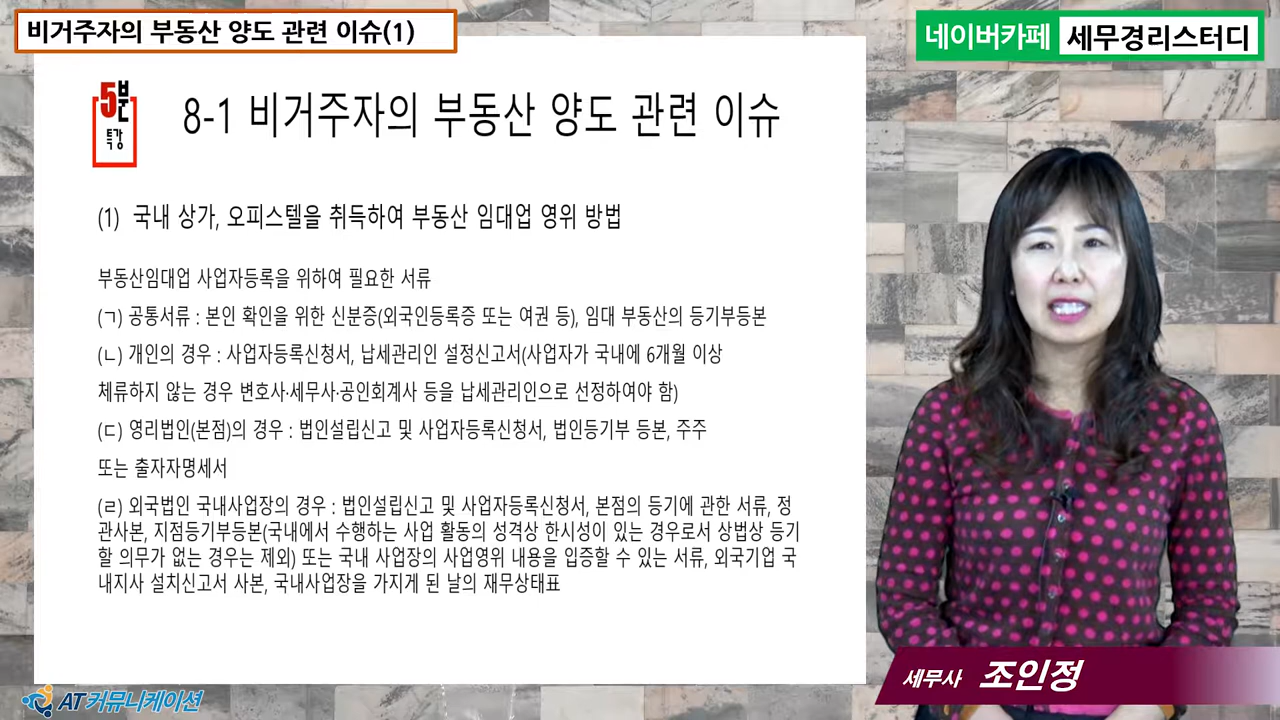 비거주자의 부동산 양도 관련 이슈(1)
네이버카페 세무경리스터디
5분
특강
8-1 비거주자의 부동산 양도 관련 이슈
(1) 국내 상가, 오피스텔을 취득하여 부동산 임대업 영위 방법
부동산임대업 사업자등록을 위하여 필요한 서류
(ㄱ) 공통서류 : 본인 확인을 위한 신분증(외국인등록증 또는 여권 등), 임대 부동산의 등기부등본
(ㄴ) 개인의 경우 : 사업자등록신청서, 납세관리인 설정신고서(사업자가 국내에 6개월 이상
체류하지 않는 경우 변호사·세무사·공인회계사 등을 납세관리인으로 선정하여야 함)
(ㄷ) 영리법인(본점)의 경우 : 법인설립신고 및 사업자등록신청서, 법인등기부 등본, 주주
또는 출자자명세서
(ㄹ) 외국법인 국내사업장의 경우 : 법인설립신고 및 사업자등록신청서, 본점의 등기에 관한 서류, 정
관사본, 지점등기부등본(국내에서 수행하는 사업 활동의 성격상 한시성이 있는 경우로서 상법상 등기
할 의무가 없는 경우는 제외) 또는 국내 사업장의 사업영위 내용을 입증할 수 있는 서류, 외국기업 국
내지사 설치신고서 사본, 국내사업장을 가지게 된 날의 재무상태표
세무사 조인정
AT커뮤니케이션